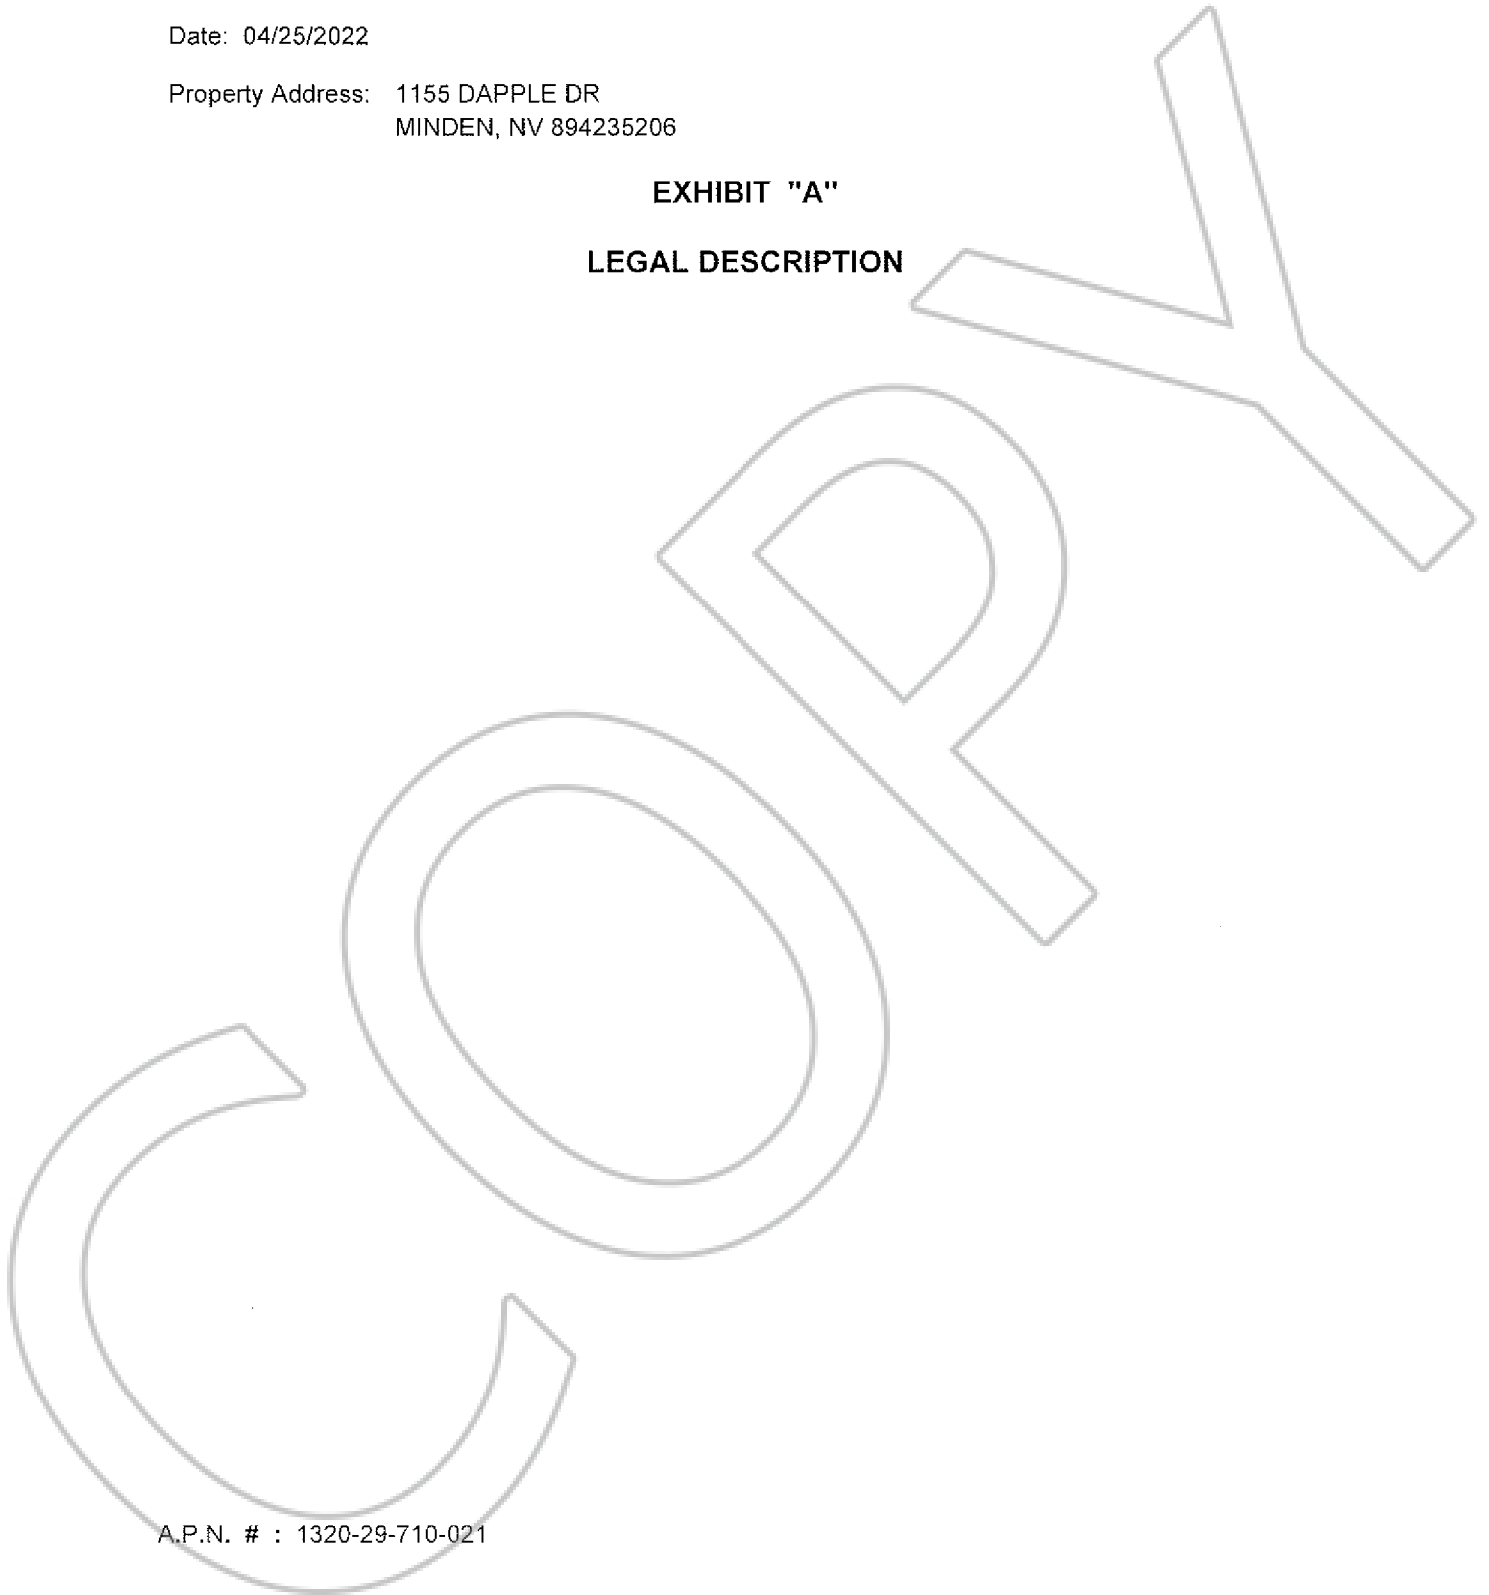 Date: 04/25/2022
Property Address: 1155 DAPPLE DR
MINDEN, NV 894235206
EXHIBIT "A"
LEGAL DESCRIPTION
COPY
A.P.N. # : 1320-29-710-021